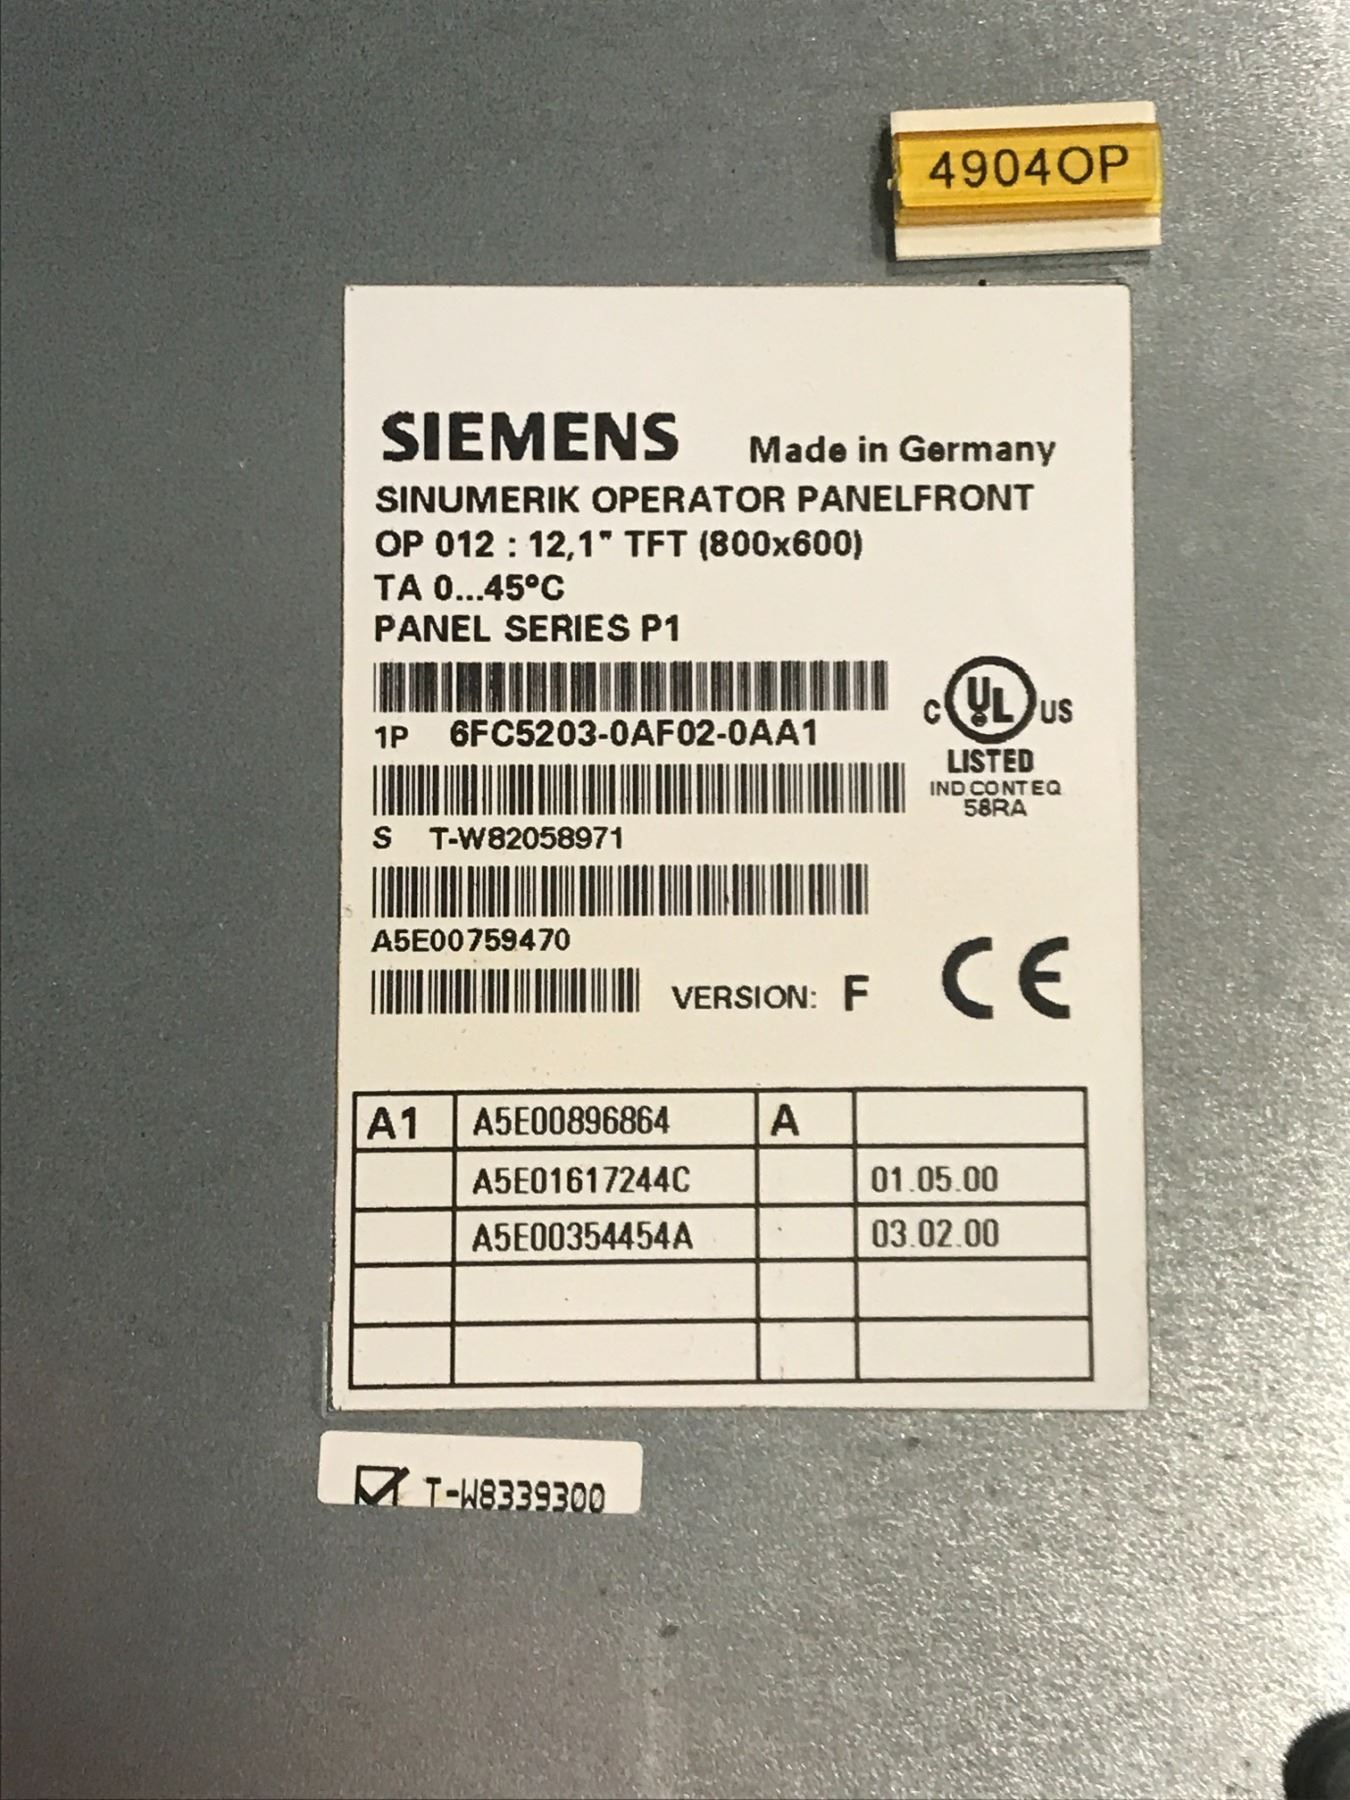 4904OP
SIEMENS Made in Germany
SINUMERIK OPERATOR PANELFRONT
OP 012 : 12,1" TFT (800x600)
TA 0...45°C
PANEL SERIES P1
1P 6FC5203-0AF02-0AA1
C UL US
LISTED
IND CONT EQ
58RA
S T-W82058971
A5E00759470
VERSION: F CE
A1 A5E00896864 A
A5E01617244C 01.05.00
A5E00354454A 03.02.00
T-W8339300